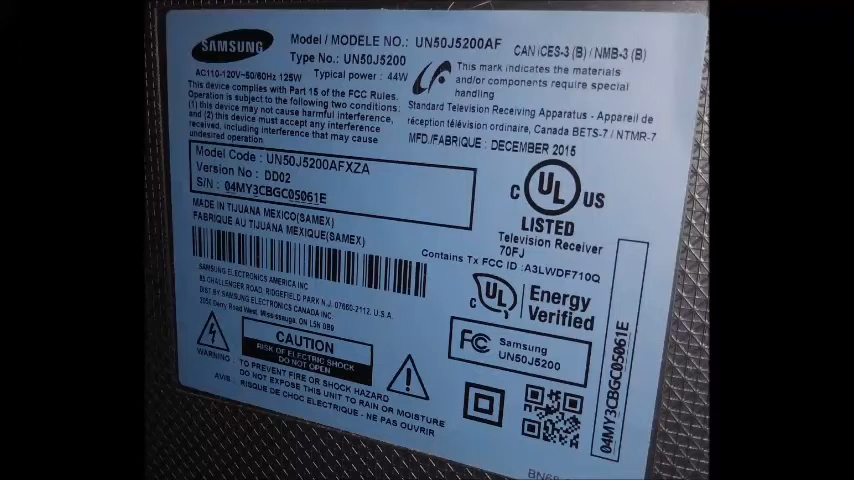 SAMSUNG
Model / MODELE NO.: UN50J5200AF
Type No.: UN50J5200
CAN ICES-3 (B) / NMB-3 (B)
AC110-120V~50/60Hz 125W Typical power : 44W
This device complies with Part 15 of the FCC Rules.
Operation is subject to the following two conditions:
(1) this device may not cause harmful interference,
and (2) this device must accept any interference
received, including interference that may cause
undesired operation
This mark indicates the materials
and/or components require special
handling
Standard Television Receiving Apparatus - Appareil de
réception télévision ordinaire, Canada BETS-7 / NTMR-7
MFD./FABRIQUE : DECEMBER 2015
Model Code : UN50J5200AFXZA
Version No : DD02
S/N : 04MY3CBGC05061E
C UL US
LISTED
Television Receiver
70FJ
MADE IN TIJUANA MEXICO(SAMEX)
FABRIQUE AU TIJUANA MEXIQUE(SAMEX)
Contains Tx FCC ID :A3LWDF710Q
SAMSUNG ELECTRONICS AMERICA INC
85 CHALLENGER ROAD, RIDGEFIELD PARK N.J. 07660-2112. U.S.A.
DIST BY SAMSUNG ELECTRONICS CANADA INC.
2050 Derry Road West, Mississauga, ON L5N 0B9
C UL
Energy
Verified
FC
Samsung
UN50J5200
CAUTION
RISK OF ELECTRIC SHOCK
DO NOT OPEN
WARNING : TO PREVENT FIRE OR SHOCK HAZARD
DO NOT EXPOSE THIS UNIT TO RAIN OR MOISTURE
AVIS : RISQUE DE CHOC ELECTRIQUE - NE PAS OUVRIR
04MY3CBGC05061E